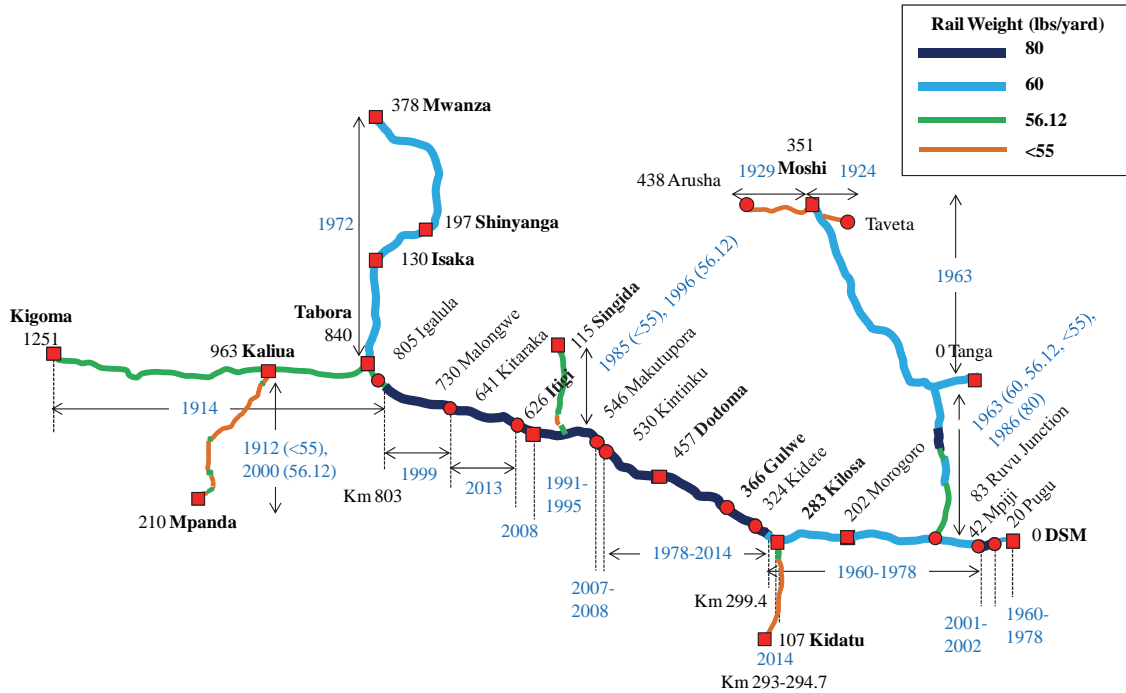 Rail Weight (lbs/yard)
80
60
56.12
<55
378 Mwanza
1972
197 Shinyanga
130 Isaka
Tabora
840
Kigoma
1251
963 Kaliua
1914
1912 (<55),
2000 (56.12)
210 Mpanda
Km 803
805 Igalula
730 Malongwe
641 Kitaraka
626 Itigi
115 Singida
1985 (<55), 1996 (56.12)
546 Makutupora
530 Kintinku
457 Dodoma
366 Gulwe
324 Kidete
283 Kilosa
202 Morogoro
1999
2013
2008
1991-
1995
2007-
2008
1978-2014
1960-1978
Km 299.4
107 Kidatu
2014
Km 293-294.7
351
Moshi
1929
1924
438 Arusha
Taveta
1963
0 Tanga
1963 (60, 56.12, <55),
1986 (80)
83 Ruvu Junction
42 Mpiji
20 Pugu
0 DSM
2001-
2002
1960-
1978